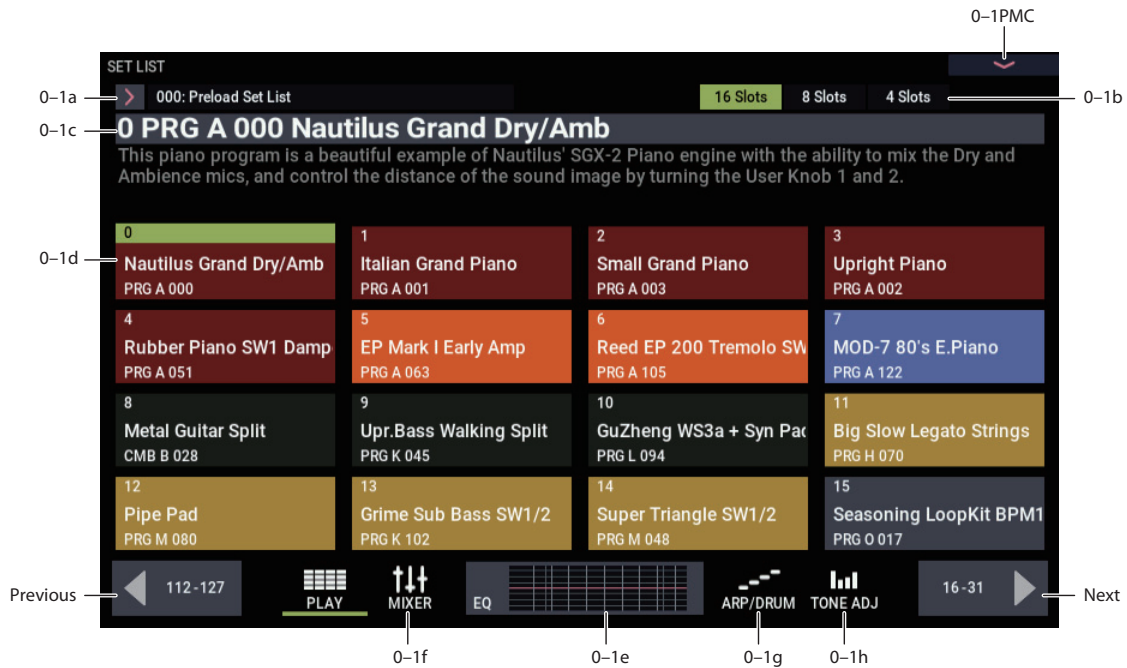 0–1PMC
SET LIST
0–1a
000: Preload Set List
16 Slots
8 Slots
4 Slots
0–1b
0–1c
0 PRG A 000 Nautilus Grand Dry/Amb
This piano program is a beautiful example of Nautilus' SGX-2 Piano engine with the ability to mix the Dry and
Ambience mics, and control the distance of the sound image by turning the User Knob 1 and 2.
0–1d
0
Nautilus Grand Dry/Amb
PRG A 000
1
Italian Grand Piano
PRG A 001
2
Small Grand Piano
PRG A 003
3
Upright Piano
PRG A 002
4
Rubber Piano SW1 Damp
PRG A 051
5
EP Mark I Early Amp
PRG A 063
6
Reed EP 200 Tremolo SW
PRG A 105
7
MOD-7 80's E.Piano
PRG A 122
8
Metal Guitar Split
CMB B 028
9
Upr.Bass Walking Split
PRG K 045
10
GuZheng WS3a + Syn Pad
PRG L 094
11
Big Slow Legato Strings
PRG H 070
12
Pipe Pad
PRG M 080
13
Grime Sub Bass SW1/2
PRG K 102
14
Super Triangle SW1/2
PRG M 048
15
Seasoning LoopKit BPM1
PRG O 017
Previous
112-127
PLAY
MIXER
EQ
ARP/DRUM
TONE ADJ
16-31
Next
0–1f
0–1e
0–1g
0–1h